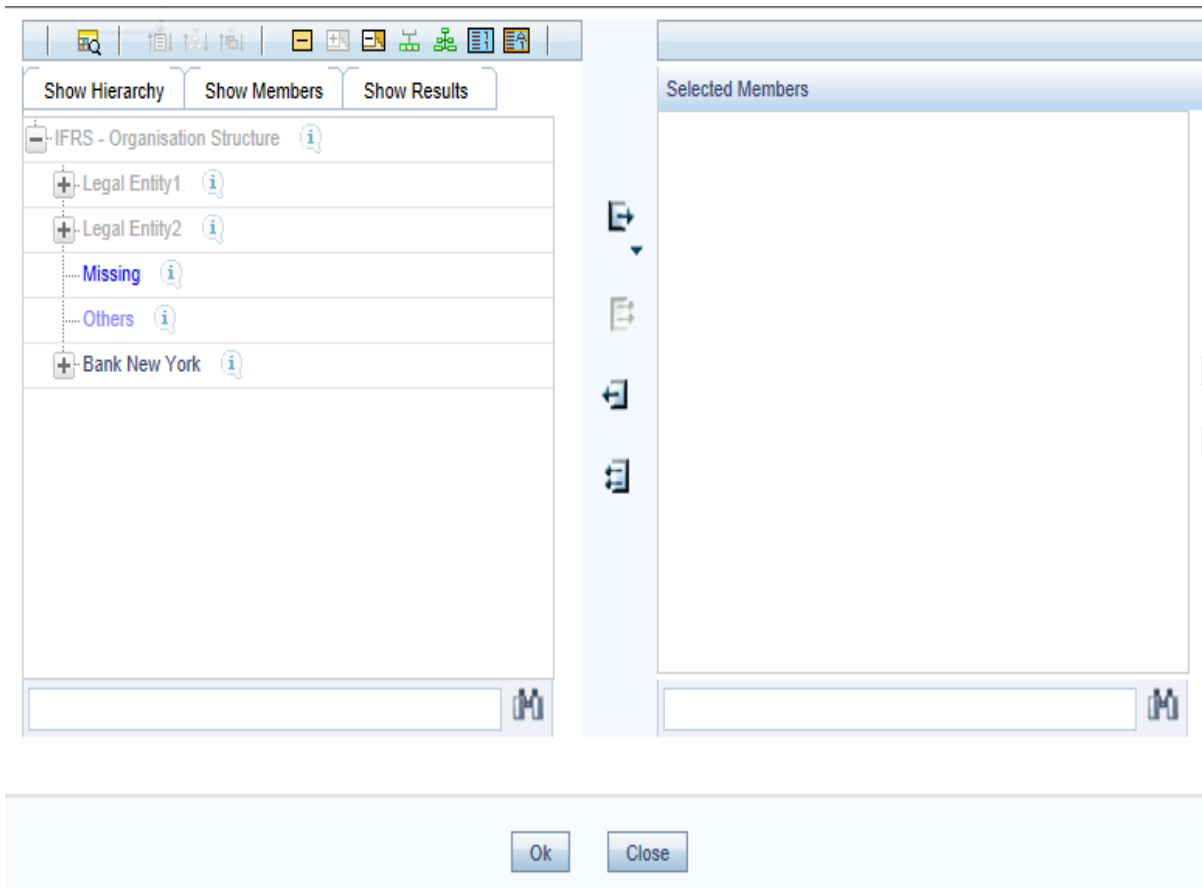 Show Hierarchy Show Members Show Results
Selected Members
IFRS - Organisation Structure
Legal Entity1
Legal Entity2
Missing
Others
Bank New York
Ok Close